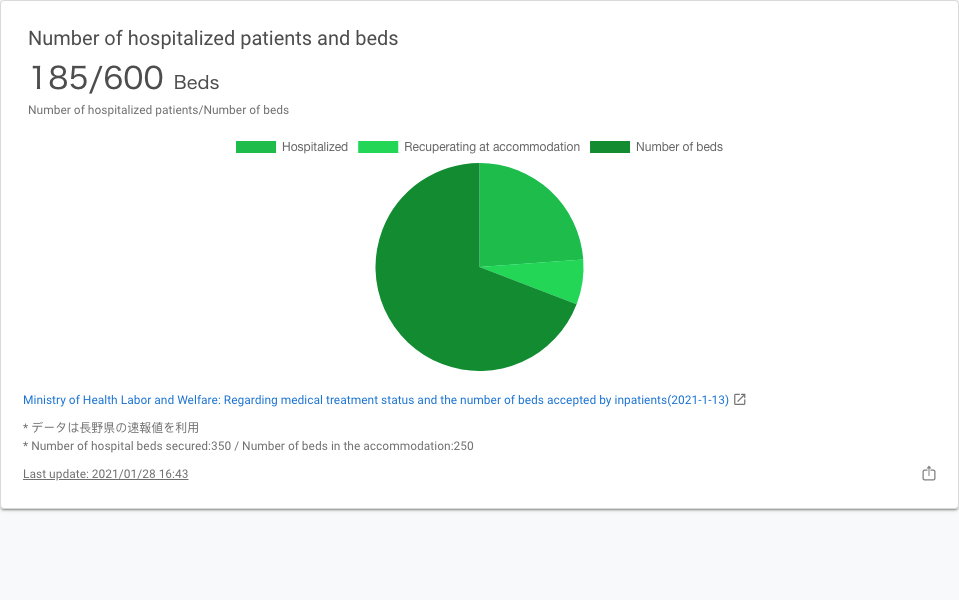 Number of hospitalized patients and beds
185/600 Beds
Number of hospitalized patients/Number of beds
Hospitalized Recuperating at accommodation Number of beds
Ministry of Health Labor and Welfare: Regarding medical treatment status and the number of beds accepted by inpatients(2021-1-13)
* データは長野県の速報値を利用
* Number of hospital beds secured:350 / Number of beds in the accommodation:250
Last update: 2021/01/28 16:43